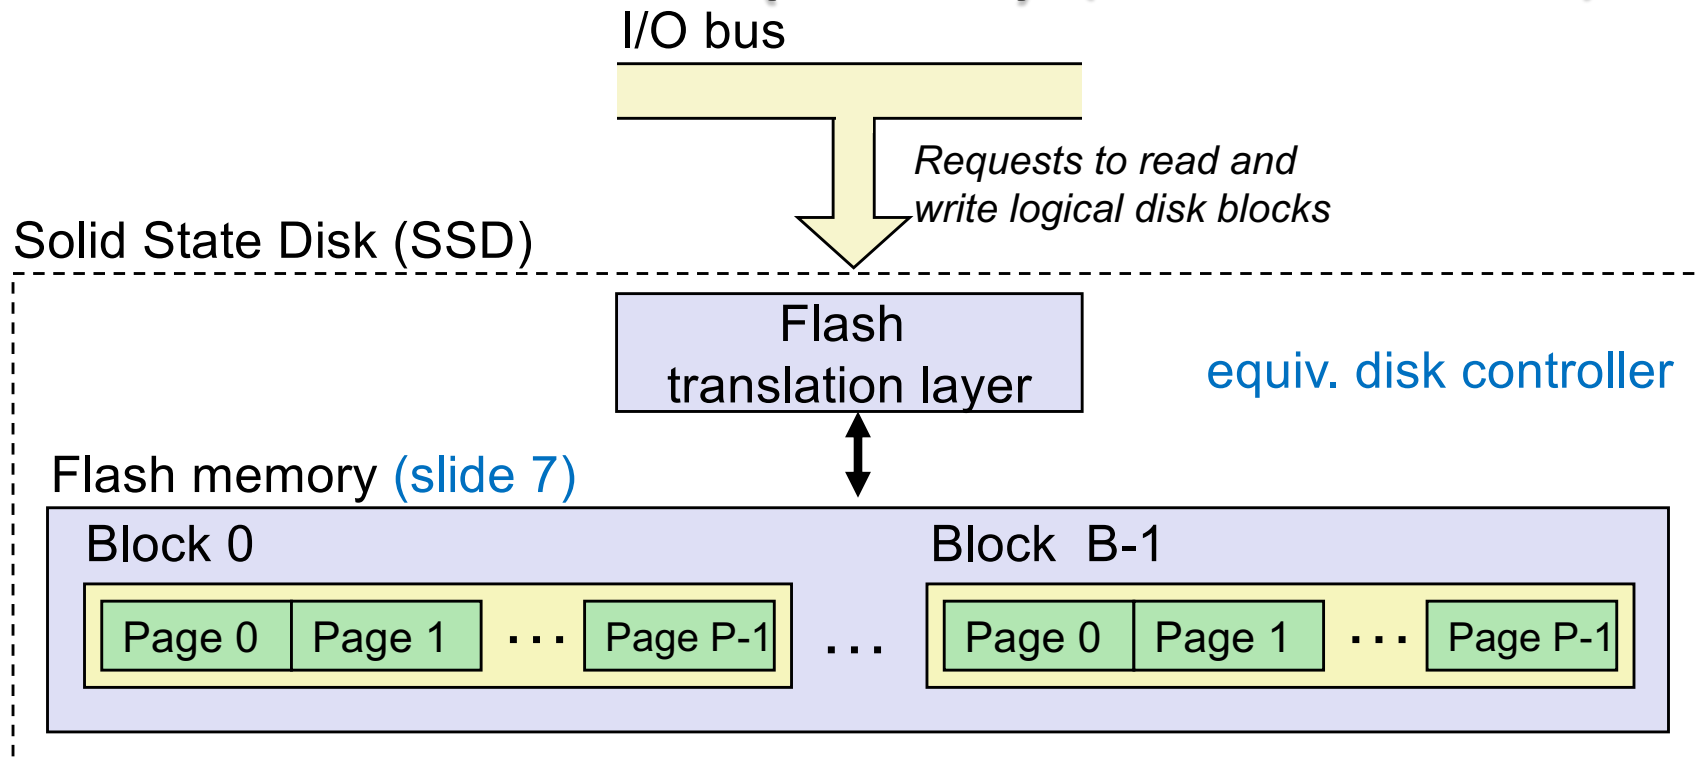 I/O bus
Requests to read and
write logical disk blocks
Solid State Disk (SSD)
Flash
translation layer
equiv. disk controller
Flash memory (slide 7)
Block 0
Block B-1
Page 0 Page 1 ... Page P-1 ... Page 0 Page 1 ... Page P-1